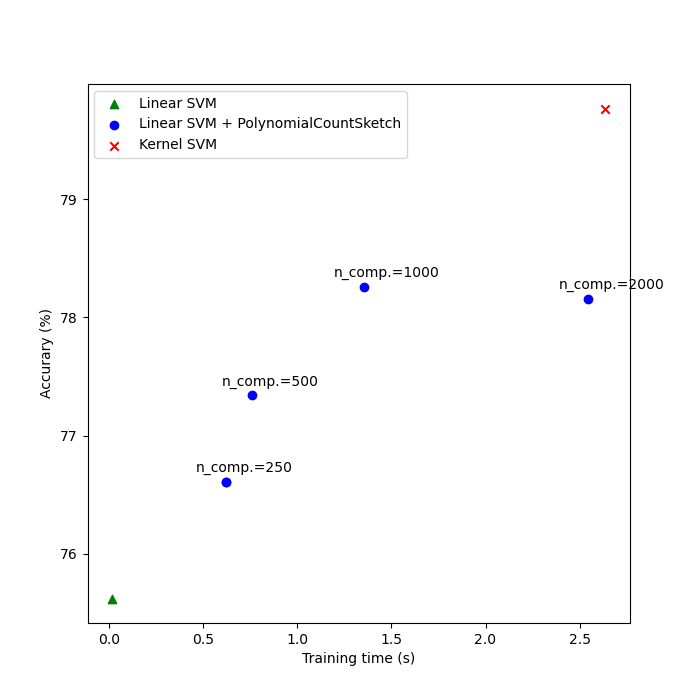 Linear SVM
Linear SVM + PolynomialCountSketch
Kernel SVM
n_comp.=1000
n_comp.=2000
n_comp.=500
n_comp.=250
79
78
77
76
Accurary (%)
0.0 0.5 1.0 1.5 2.0 2.5
Training time (s)